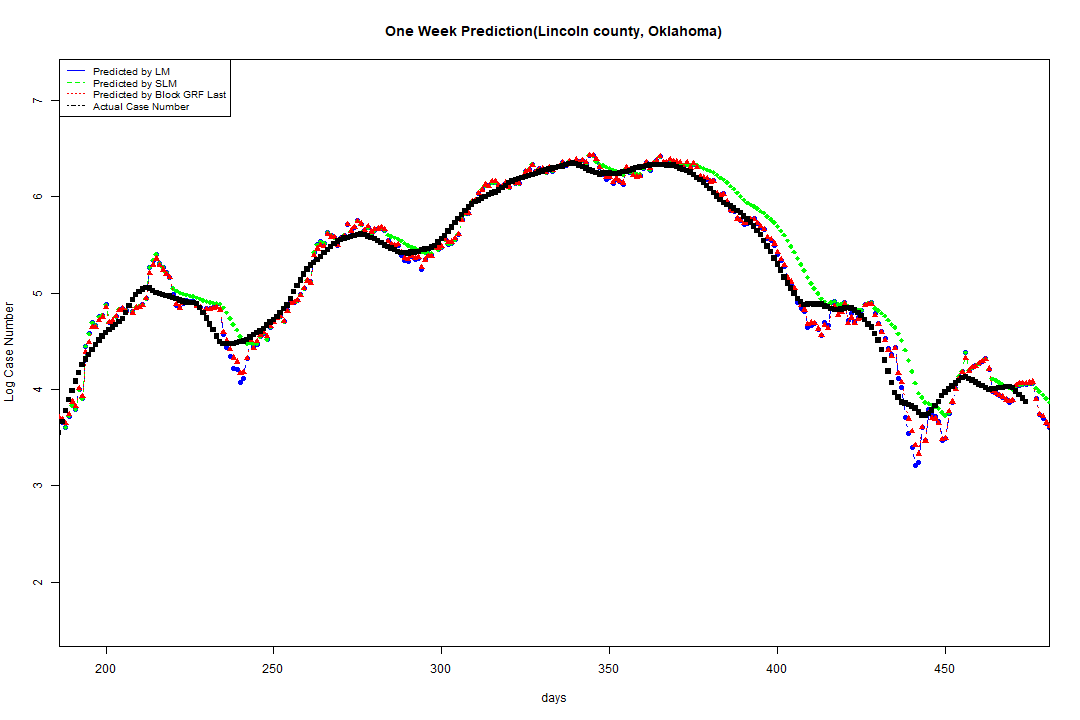 One Week Prediction(Lincoln county, Oklahoma)
Predicted by LM
Predicted by SLM
Predicted by Block GRF Last
Actual Case Number
7
6
5
4
3
2
Log Case Number
200 250 300 350 400 450
days